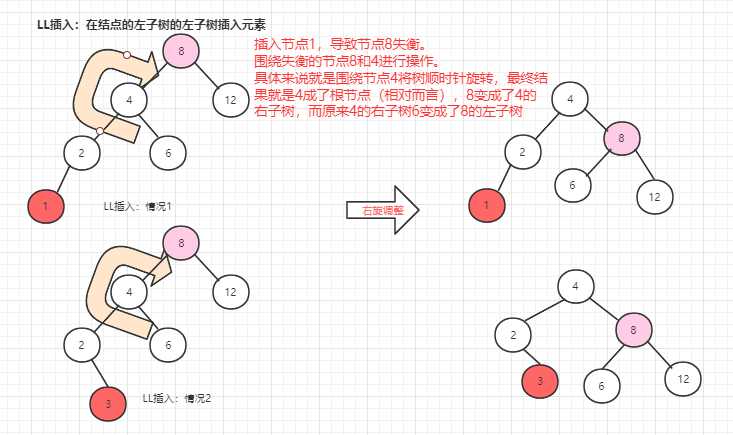 LL插入：在结点的左子树的左子树插入元素
插入节点1，导致节点8失衡。
围绕失衡的节点8和4进行操作。
具体来说就是围绕节点4将树顺时针旋转，最终结
果就是4成了根节点（相对而言），8变成了4的
右子树，而原来4的右子树6变成了8的左子树
8
4
12
2
6
1
LL插入：情况1
右旋调整
4
2
8
6
12
1
8
4
12
2
6
3
LL插入：情况2
4
2
8
3
6
12